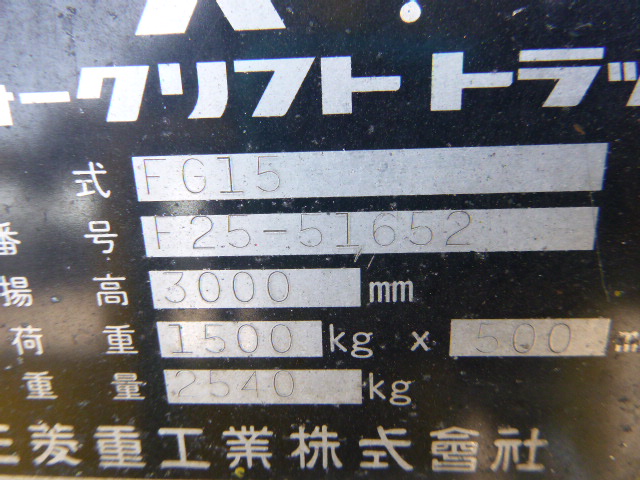 ォークリフトトラッ
式 FG15
番号 F25-51652
揚高 3000 mm
荷重 1500 kg x 500
重量 2540 kg
三菱重工業株式會社